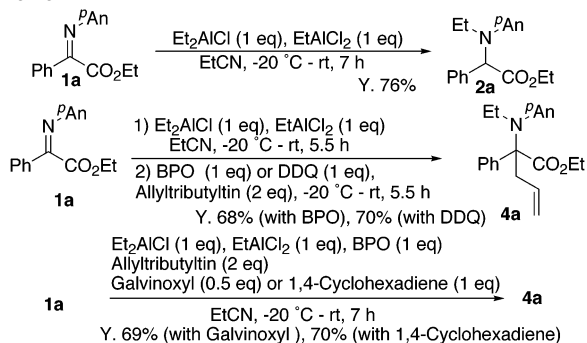 N pAn
Ph CO2Et
1a
Et2AlCl (1 eq), EtAlCl2 (1 eq)
EtCN, -20 ˚C - rt, 7 h
Y. 76%
Et N pAn
Ph CO2Et
2a
N pAn
Ph CO2Et
1a
1) Et2AlCl (1 eq), EtAlCl2 (1 eq)
EtCN, -20 ˚C - rt, 5.5 h
2) BPO (1 eq) or DDQ (1 eq),
Allyltributyltin (2 eq), -20 ˚C - rt, 5.5 h
Y. 68% (with BPO), 70% (with DDQ)
Et N pAn
Ph CO2Et
4a
Et2AlCl (1 eq), EtAlCl2 (1 eq), BPO (1 eq)
Allyltributyltin (2 eq)
Galvinoxyl (0.5 eq) or 1,4-Cyclohexadiene (1 eq)
1a
4a
EtCN, -20 ˚C - rt, 7 h
Y. 69% (with Galvinoxyl ), 70% (with 1,4-Cyclohexadiene)